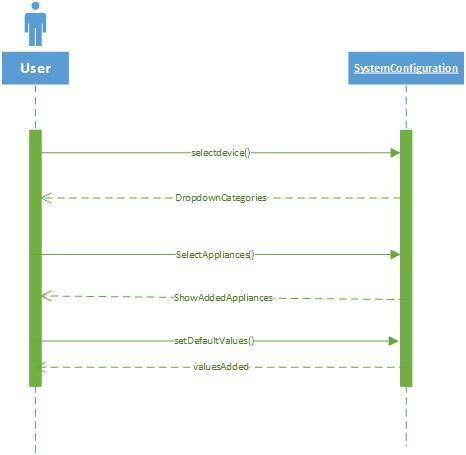 User
SystemConfiguration
selectdevice()
DropdownCategories
SelectAppliances()
ShowAddedAppliances
setDefaultValues()
valuesAdded